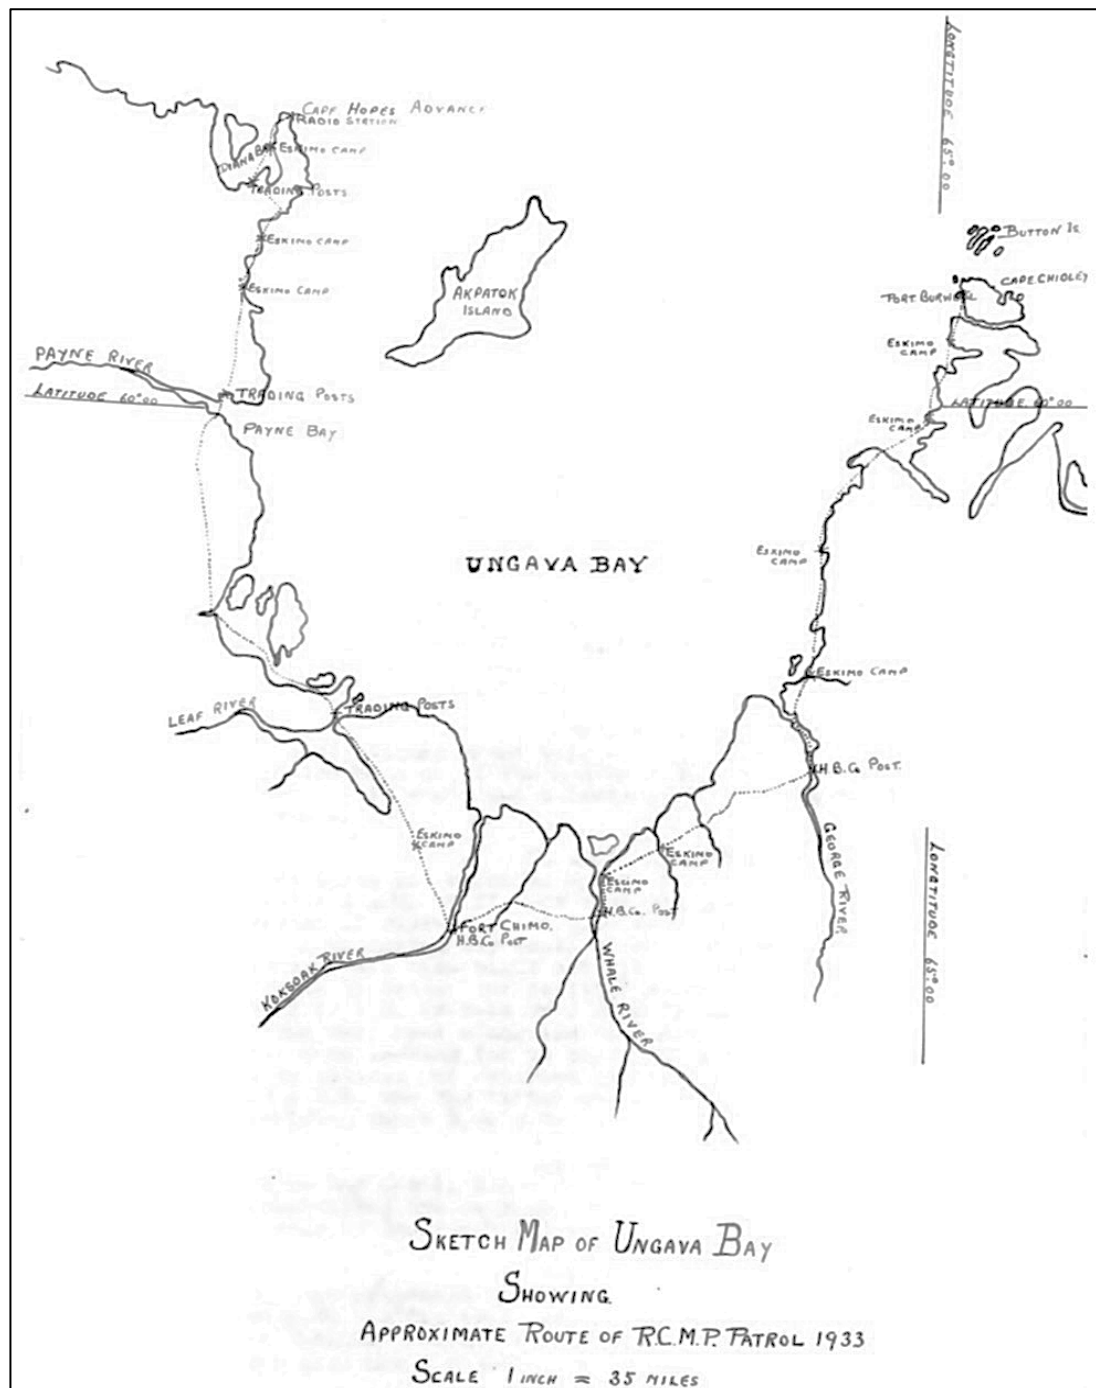 CAPE HOPES ADVANCE
RADIO STATION
ESKIMO CAMP
DIANA BAY
TRADING POSTS
ESKIMO CAMP
ESKIMO CAMP
AKPATOK
ISLAND
LONGTITUDE 65°00
BUTTON IS.
CAPE CHIDLEY
PORT BURWELL
ESKIMO
CAMP
PAYNE RIVER
LATITUDE 60°00
TRADING POSTS
PAYNE BAY
LATITUDE 60°00
ESKIMO
CAMP
ESKIMO
CAMP
UNGAVA BAY
ESKIMO CAMP
LEAF RIVER
TRADING POSTS
H.B.Co POST.
ESKIMO
CAMP
GEORGE RIVER
ESKIMO
CAMP
ESKIMO
CAMP
H.B.Co. POST
FORT CHIMO.
H.B.Co POST
KOKSOAK RIVER
WHALE RIVER
LONGTITUDE 65°00
SKETCH MAP OF UNGAVA BAY
SHOWING
APPROXIMATE ROUTE OF R.C.M.P. PATROL 1933
SCALE 1 INCH = 35 MILES